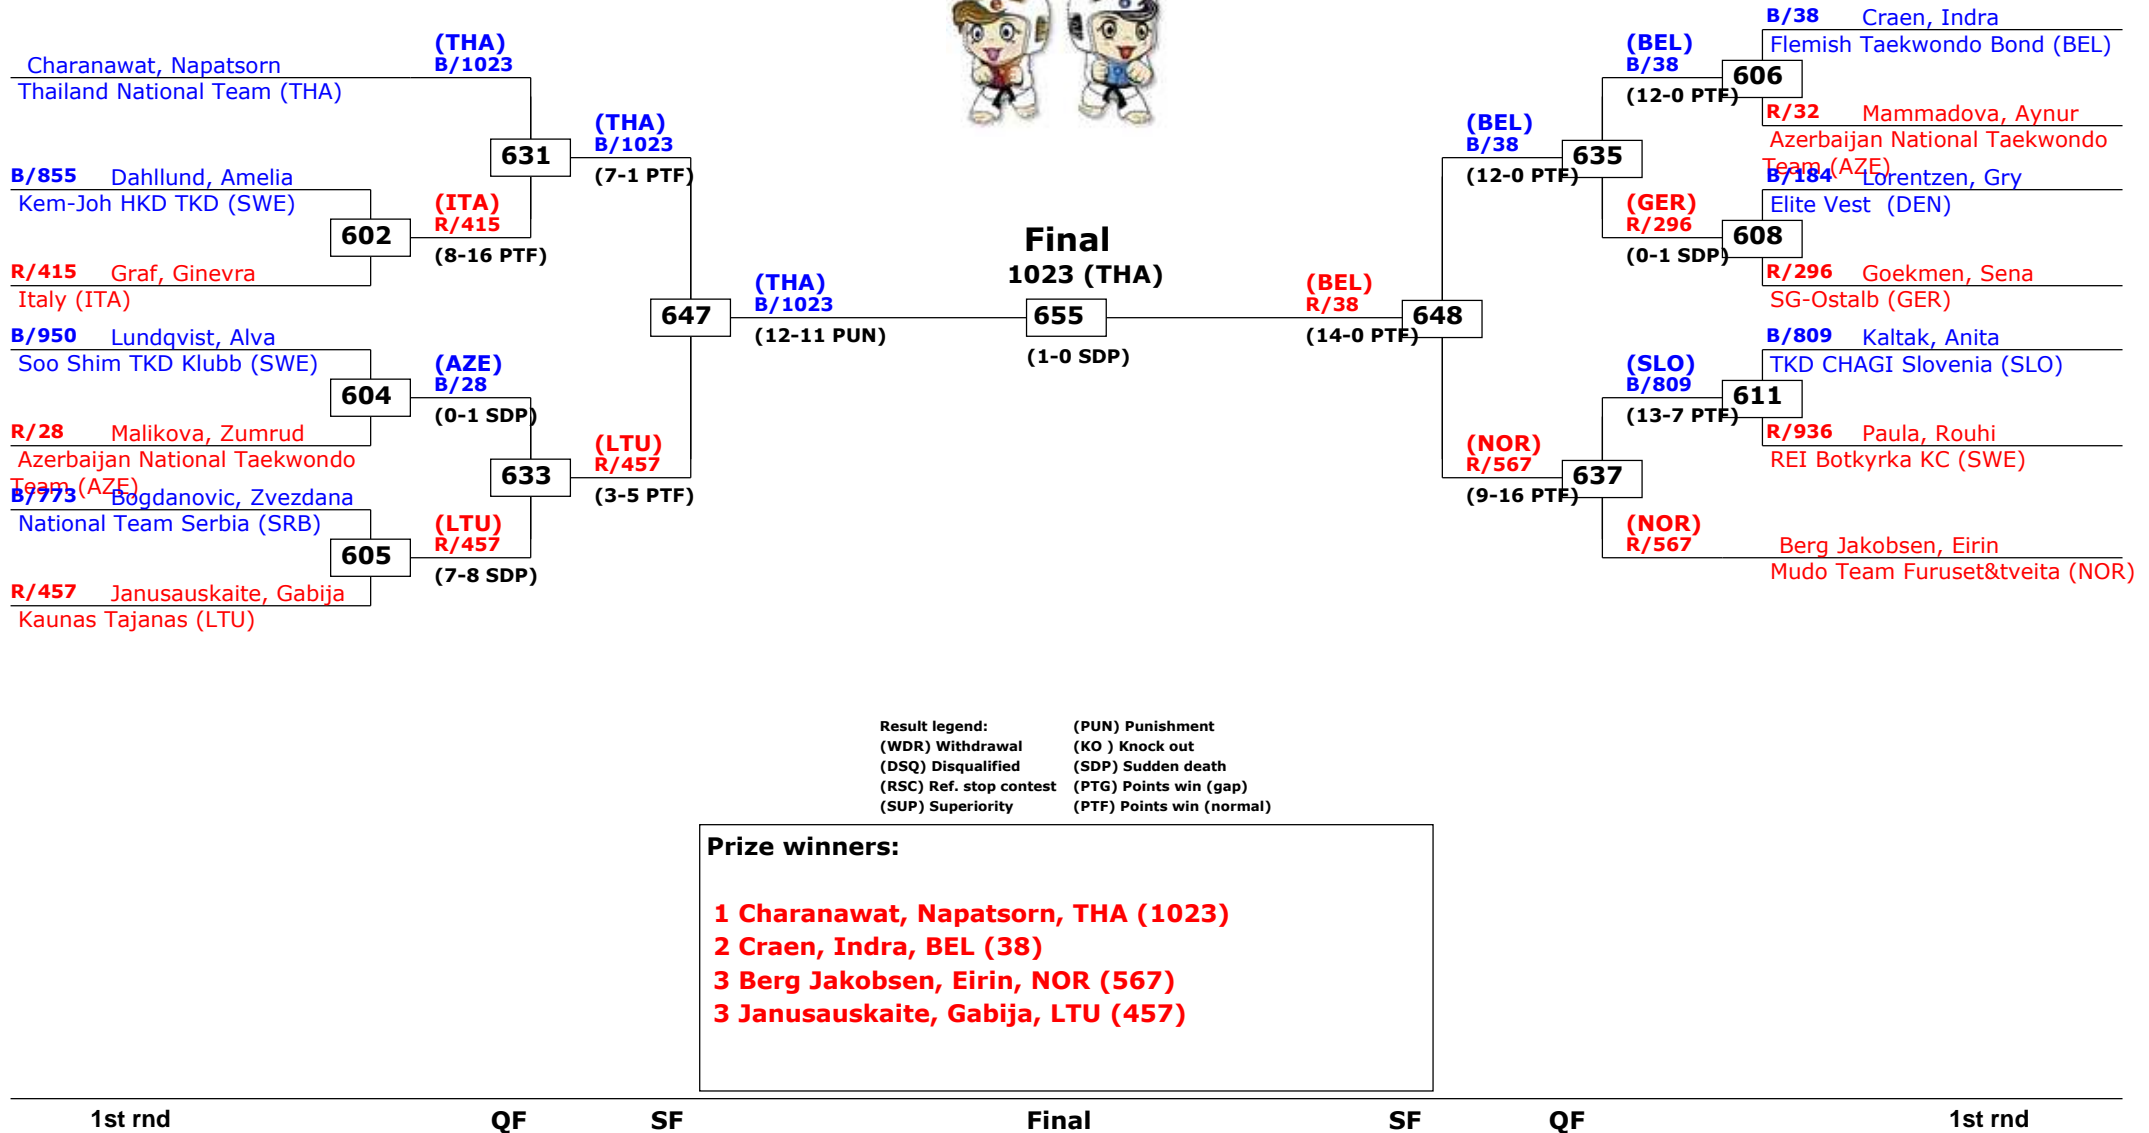 (THA)
B/1023
Charanawat, Napatsorn
Thailand National Team (THA)
631
(THA)
B/1023
(7-1 PTF)
B/855 Dahllund, Amelia
Kem-Joh HKD TKD (SWE)
602
(ITA)
R/415
(8-16 PTF)
R/415 Graf, Ginevra
Italy (ITA)
647
(THA)
B/1023
(12-11 PUN)
B/950 Lundqvist, Alva
Soo Shim TKD Klubb (SWE)
604
(AZE)
B/28
(0-1 SDP)
R/28 Malikova, Zumrud
Azerbaijan National Taekwondo
Team (AZE)
633
(LTU)
R/457
(3-5 PTF)
B/773 Bogdanovic, Zvezdana
National Team Serbia (SRB)
605
(LTU)
R/457
(7-8 SDP)
R/457 Janusauskaite, Gabija
Kaunas Tajanas (LTU)
Final
1023 (THA)
655
(1-0 SDP)
B/38 Craen, Indra
Flemish Taekwondo Bond (BEL)
(BEL)
B/38
606
(12-0 PTF)
R/32 Mammadova, Aynur
Azerbaijan National Taekwondo
Team (AZE)
(BEL)
B/38
635
(12-0 PTF)
B/184 Lorentzen, Gry
Elite Vest (DEN)
(GER)
R/296
608
(0-1 SDP)
R/296 Goekmen, Sena
SG-Ostalb (GER)
(BEL)
R/38
648
(14-0 PTF)
B/809 Kaltak, Anita
TKD CHAGI Slovenia (SLO)
(SLO)
B/809
611
(13-7 PTF)
R/936 Paula, Rouhi
REI Botkyrka KC (SWE)
(NOR)
R/567
637
(9-16 PTF)
(NOR)
R/567
Berg Jakobsen, Eirin
Mudo Team Furuset&tveita (NOR)
Result legend: (PUN) Punishment
(WDR) Withdrawal (KO ) Knock out
(DSQ) Disqualified (SDP) Sudden death
(RSC) Ref. stop contest (PTG) Points win (gap)
(SUP) Superiority (PTF) Points win (normal)
Prize winners:
1 Charanawat, Napatsorn, THA (1023)
2 Craen, Indra, BEL (38)
3 Berg Jakobsen, Eirin, NOR (567)
3 Janusauskaite, Gabija, LTU (457)
1st rnd QF SF Final SF QF 1st rnd